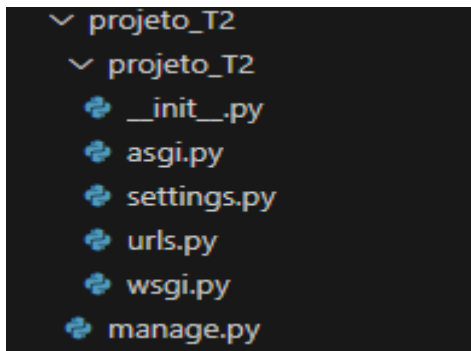 projeto_T2
projeto_T2
__init__.py
asgi.py
settings.py
urls.py
wsgi.py
manage.py